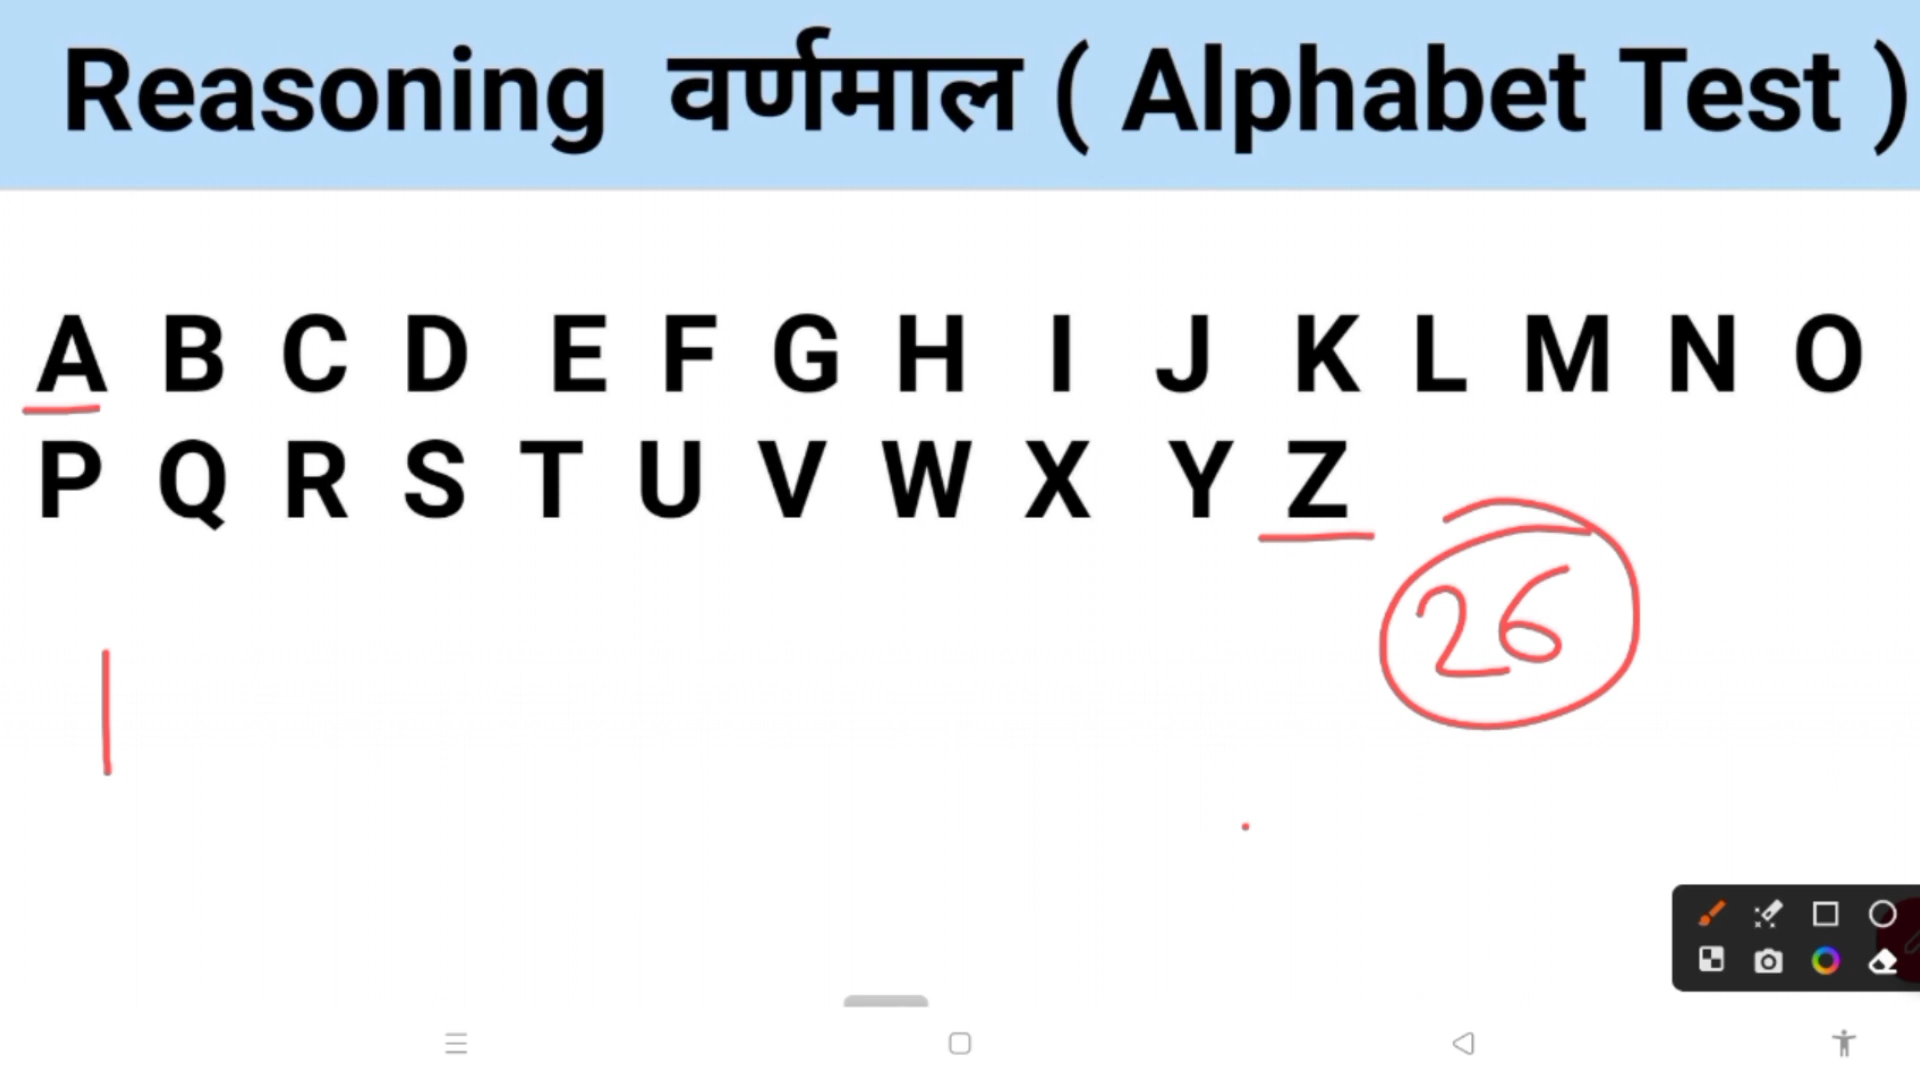 Reasoning वर्णमाल ( Alphabet Test )
A B C D E F G H I J K L M N O
P Q R S T U V W X Y Z
26
|